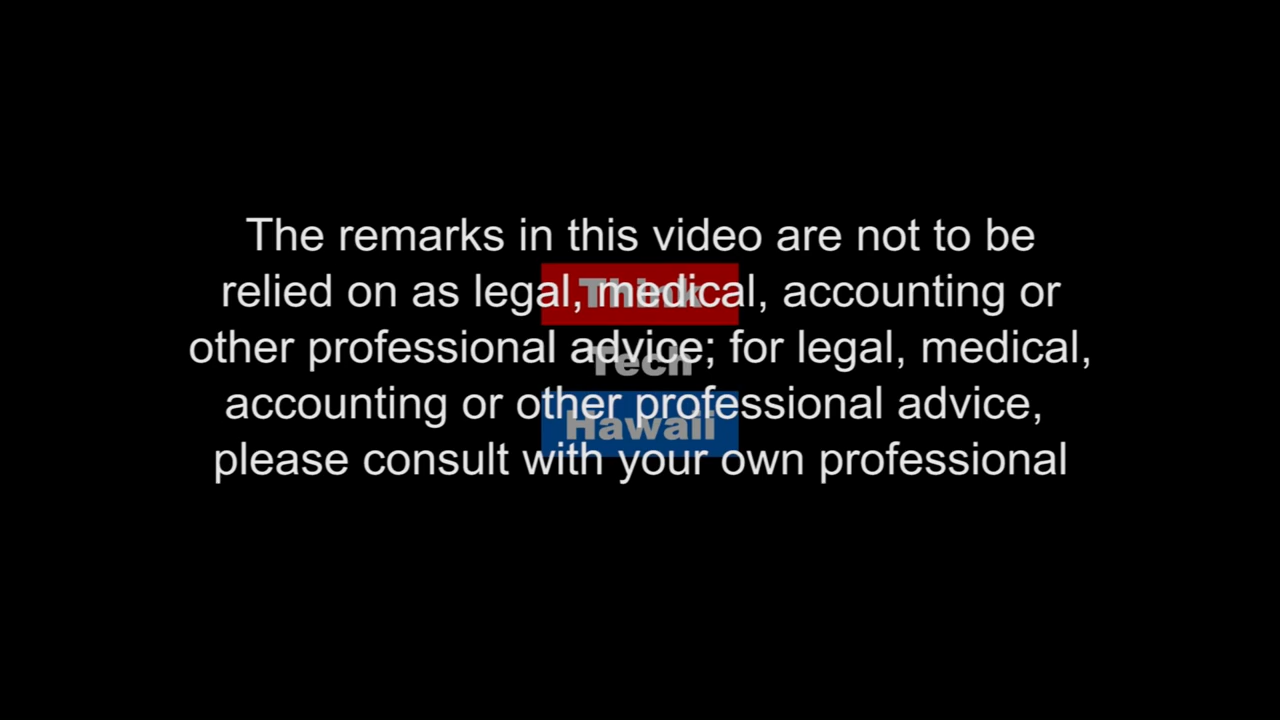 The remarks in this video are not to be
relied on as legal, medical, accounting or
other professional advice; for legal, medical,
accounting or other professional advice,
please consult with your own professional
Think
Tech
Hawaii